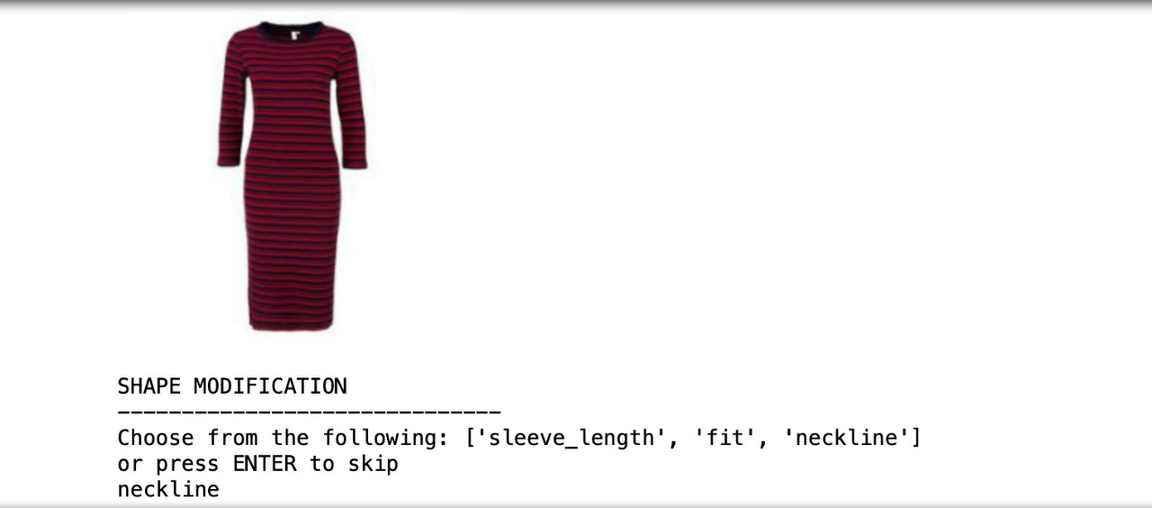 SHAPE MODIFICATION
------------------------------
Choose from the following: ['sleeve_length', 'fit', 'neckline']
or press ENTER to skip
neckline